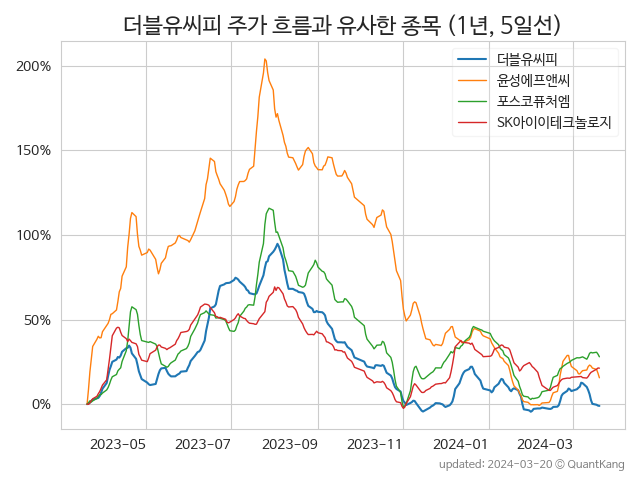 더블유씨피 주가 흐름과 유사한 종목 (1년, 5일선)
200%
150%
100%
50%
0%
더블유씨피
윤성에프앤씨
포스코퓨처엠
SK아이이테크놀로지
2023-05 2023-07 2023-09 2023-11 2024-01 2024-03
updated: 2024-03-20 © QuantKang